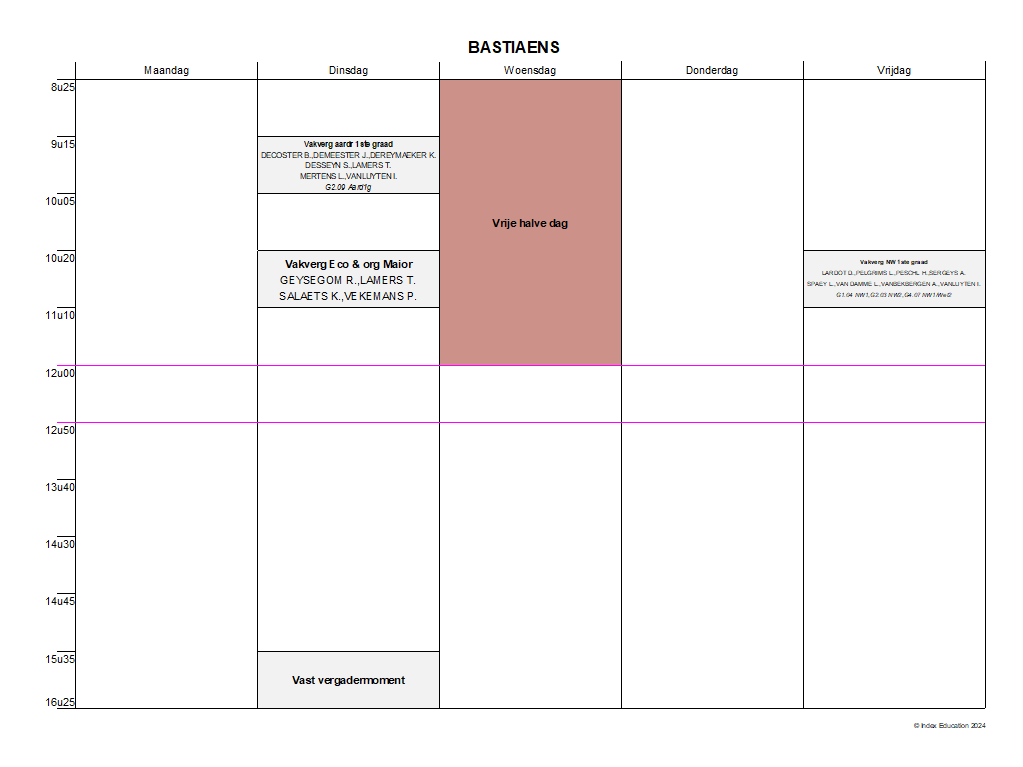 BASTIAENS
Maandag Dinsdag Woensdag Donderdag Vrijdag
8u25
9u15
Vakverg aardr 1ste graad
DECOSTER B.,DEMEESTER J.,DEREYMAEKER K.
DESSEYN S.,LAMERS T.
MERTENS L.,VANLUYTEN I.
G2.09 Aard1g
10u05
Vrije halve dag
10u20
Vakverg Eco & org Maior
GEYSEGOM R.,LAMERS T.
SALAETS K.,VEKEMANS P.
Vakverg NW 1ste graad
LARDOT D.,PELGRIMS L.,PESCHL H.,SERGEYS A.
SPAEY L.,VAN DAMME L.,VANBEKBERGEN A.,VANLUYTEN I.
G1.04 NW1,G2.03 NW2,G4.07 NW1/Wet2
11u10
12u00
12u50
13u40
14u30
14u45
15u35
Vast vergadermoment
16u25
© Index Education 2024